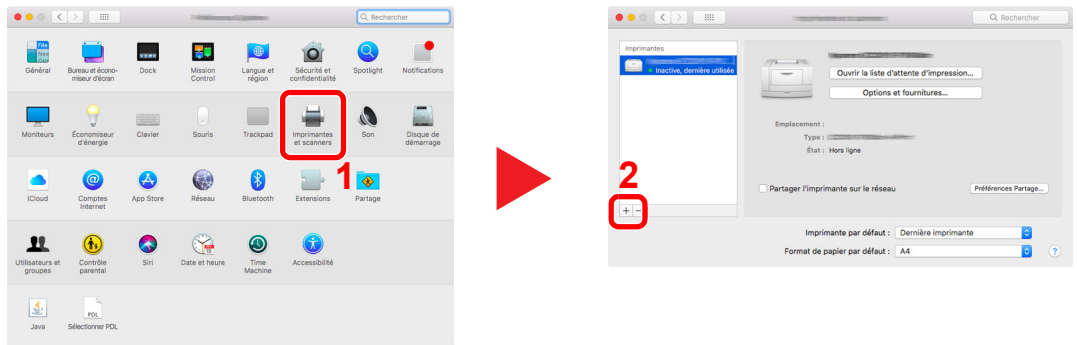 Rechercher
File
New
Ope
Général
Bureau et écono-
miseur d'écran
Dock
Mission
Control
Langue et
région
Sécurité et
confidentialité
Spotlight
Notifications
Moniteurs
Économiseur
d'énergie
Clavier
Souris
Trackpad
Imprimantes
et scanners
Son
Disque de
démarrage
1
iCloud
Comptes
Internet
App Store
Réseau
Bluetooth
Extensions
Partage
Utilisateurs et
groupes
Contrôle
parental
Siri
Date et heure
Time
Machine
Accessibilité
PDL
Java
Sélectionner PDL
Rechercher
Imprimantes
Inactive, dernière utilisée
Ouvrir la liste d'attente d'impression...
Options et fournitures...
Emplacement :
Type :
État : Hors ligne
2
Partager l'imprimante sur le réseau
Préférences Partage...
+ −
Imprimante par défaut : Dernière imprimante
Format de papier par défaut : A4
?